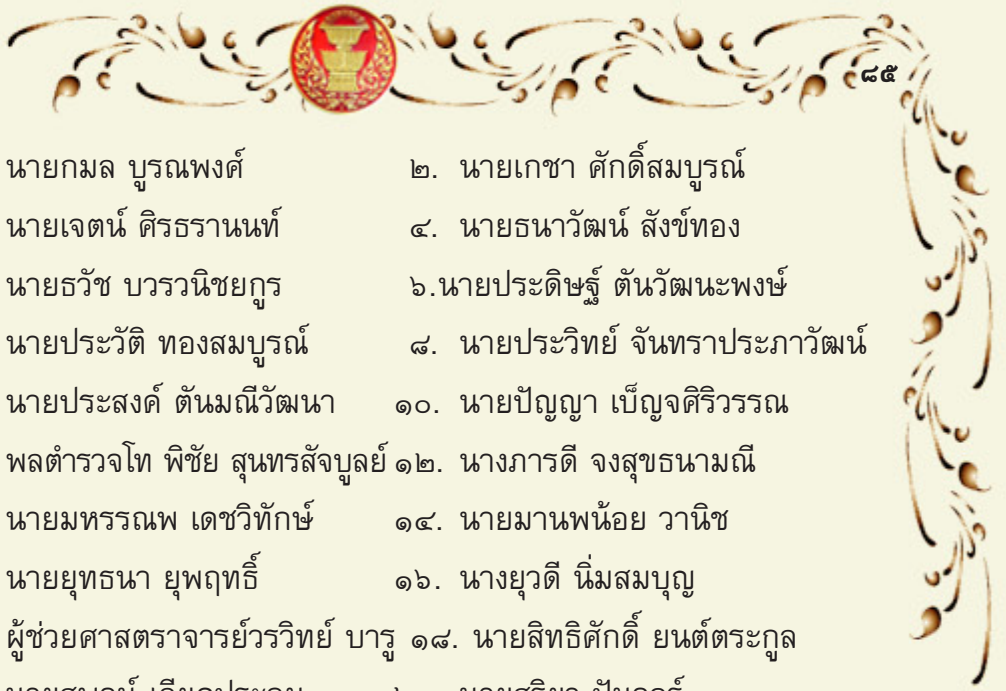 ๘๕
นายกมล บูรณพงศ์ ๒. นายเกชา ศักดิ์สมบูรณ์
นายเจตน์ ศิรธรานนท์ ๔. นายธนาวัฒน์ สังข์ทอง
นายธวัช บวรวนิชยกูร ๖.นายประดิษฐ์ ตันวัฒนะพงษ์
นายประวัติ ทองสมบูรณ์ ๘. นายประวิทย์ จันทราประภาวัฒน์
นายประสงค์ ตันมณีวัฒนา ๑๐. นายปัญญา เบ็ญจศิริวรรณ
พลตำรวจโท พิชัย สุนทรสัจบูลย์ ๑๒. นางภารดี จงสุขธนามณี
นายมหรรณพ เดชวิทักษ์ ๑๔. นายมานพน้อย วานิช
นายยุทธนา ยุพฤทธิ์ ๑๖. นางยุวดี นิ่มสมบุญ
ผู้ช่วยศาสตราจารย์วรวิทย์ บารู ๑๘. นายสิทธิศักดิ์ ยนต์ตระกูล